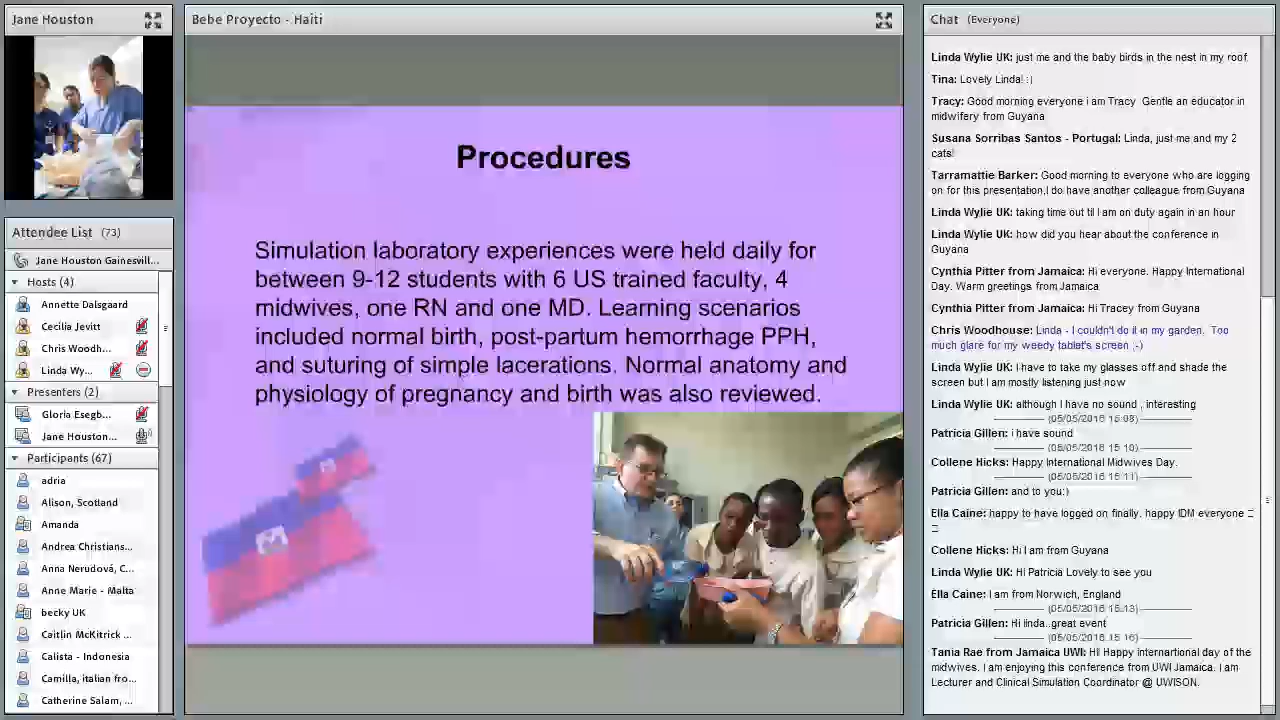 Jane Houston
Bebe Proyecto - Haiti
Chat (Everyone)
Attendee List (73)
Jane Houston Gainesvill...
Hosts (4)
Annette Dalsgaard
Cecilia Jevitt
Chris Woodh...
Linda Wy...
Presenters (2)
Gloria Esegb...
Jane Houston...
Participants (67)
adria
Alison, Scotland
Amanda
Andrea Christians...
Anna Nerudová, C...
Anne Marie - Malta
becky UK
Caitlin McKitrick ...
Calista - Indonesia
Camilla, italian fro...
Catherine Salam, ...
Procedures
Simulation laboratory experiences were held daily for
between 9-12 students with 6 US trained faculty, 4
midwives, one RN and one MD. Learning scenarios
included normal birth, post-partum hemorrhage PPH,
and suturing of simple lacerations. Normal anatomy and
physiology of pregnancy and birth was also reviewed.
Linda Wylie UK: just me and the baby birds in the nest in my roof
Tina: Lovely Linda! :)
Tracy: Good morning everyone i am Tracy Gentle an educator in
midwifery from Guyana
Susana Sorribas Santos - Portugal: Linda, just me and my 2
cats!
Tarramattie Barker: Good morning to everyone who are logging
on for this presentation,I do have another colleague from Guyana
Linda Wylie UK: taking time out til I am on duty again in an hour
Linda Wylie UK: how did you hear about the conference in
Guyana
Cynthia Pitter from Jamaica: Hi everyone. Happy International
Day. Warm greetings from Jamaica
Cynthia Pitter from Jamaica: Hi Tracey from Guyana
Chris Woodhouse: Linda - I couldn't do it in my garden. Too
much glare for my weedy tablet's screen ;-)
Linda Wylie UK: I have to take my glasses off and shade the
screen but I am mostly listening just now
Linda Wylie UK: although I have no sound , interesting
(05/05/2016 15:08)
Patricia Gillen: i have sound
(05/05/2016 15:10)
Collene Hicks: Happy International Midwives Day.
(05/05/2016 15:11)
Patricia Gillen: and to you:)
Ella Caine: happy to have logged on finally. happy IDM everyone
Collene Hicks: Hi I am from Guyana
Linda Wylie UK: Hi Patricia Lovely to see you
Ella Caine: I am from Norwich, England
(05/05/2016 15:13)
Patricia Gillen: Hi linda..great event
(05/05/2016 15:16)
Tania Rae from Jamaica UWI: Hi! Happy Internartional day of the
midwives. I am enjoying this conference from UWI Jamaica. I am
Lecturer and Clinical Simulation Coordinator @ UWISON.